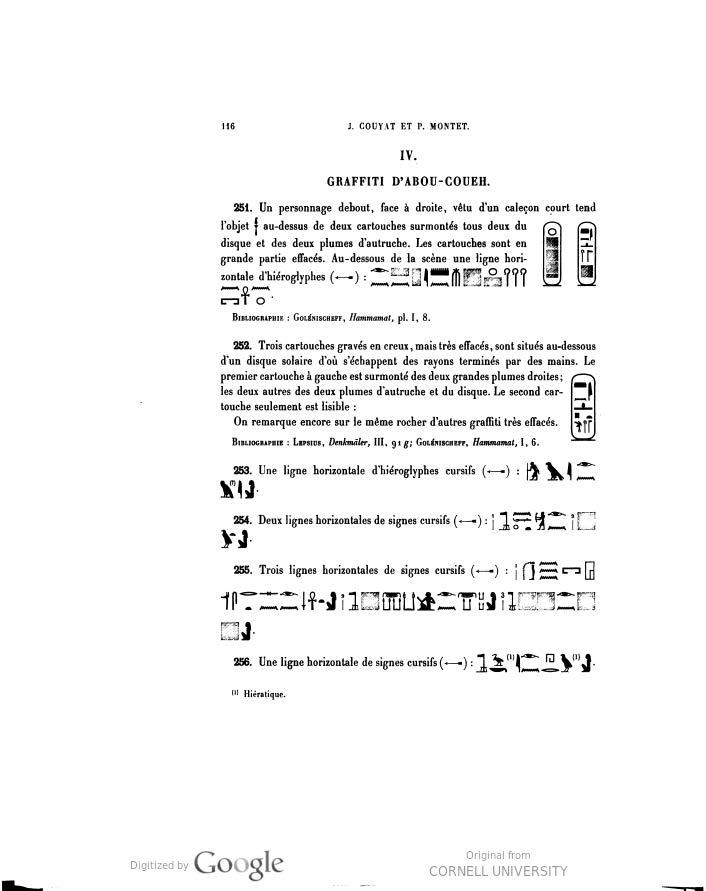 116 J. COUYAT ET P. MONTET.
IV.
GRAFFITI D'ABOU-COUEH.
251. Un personnage debout, face à droite, vêtu d'un caleçon court tend
l'objet au-dessus de deux cartouches surmontés tous deux du
disque et des deux plumes d'autruche. Les cartouches sont en
grande partie effacés. Au-dessous de la scène une ligne hori-
zontale d'hiéroglyphes (←) :
BIBLIOGRAPHIE : GOLÉNISCHEFF, Hammamat, pl. I, 8.
252. Trois cartouches gravés en creux, mais très effacés, sont situés au-dessous
d'un disque solaire d'où s'échappent des rayons terminés par des mains. Le
premier cartouche à gauche est surmonté des deux grandes plumes droites;
les deux autres des deux plumes d'autruche et du disque. Le second car-
touche seulement est lisible :
On remarque encore sur le même rocher d'autres graffiti très effacés.
BIBLIOGRAPHIE : LEPSIUS, Denkmäler, III, 91 g; GOLÉNISCHEFF, Hammamat, I, 6.
253. Une ligne horizontale d'hiéroglyphes cursifs (←) :
(1)
254. Deux lignes horizontales de signes cursifs (←) :
255. Trois lignes horizontales de signes cursifs (←) :
256. Une ligne horizontale de signes cursifs (←) : (1) (1)
(1) Hiératique.
Digitized by Google
Original from
CORNELL UNIVERSITY